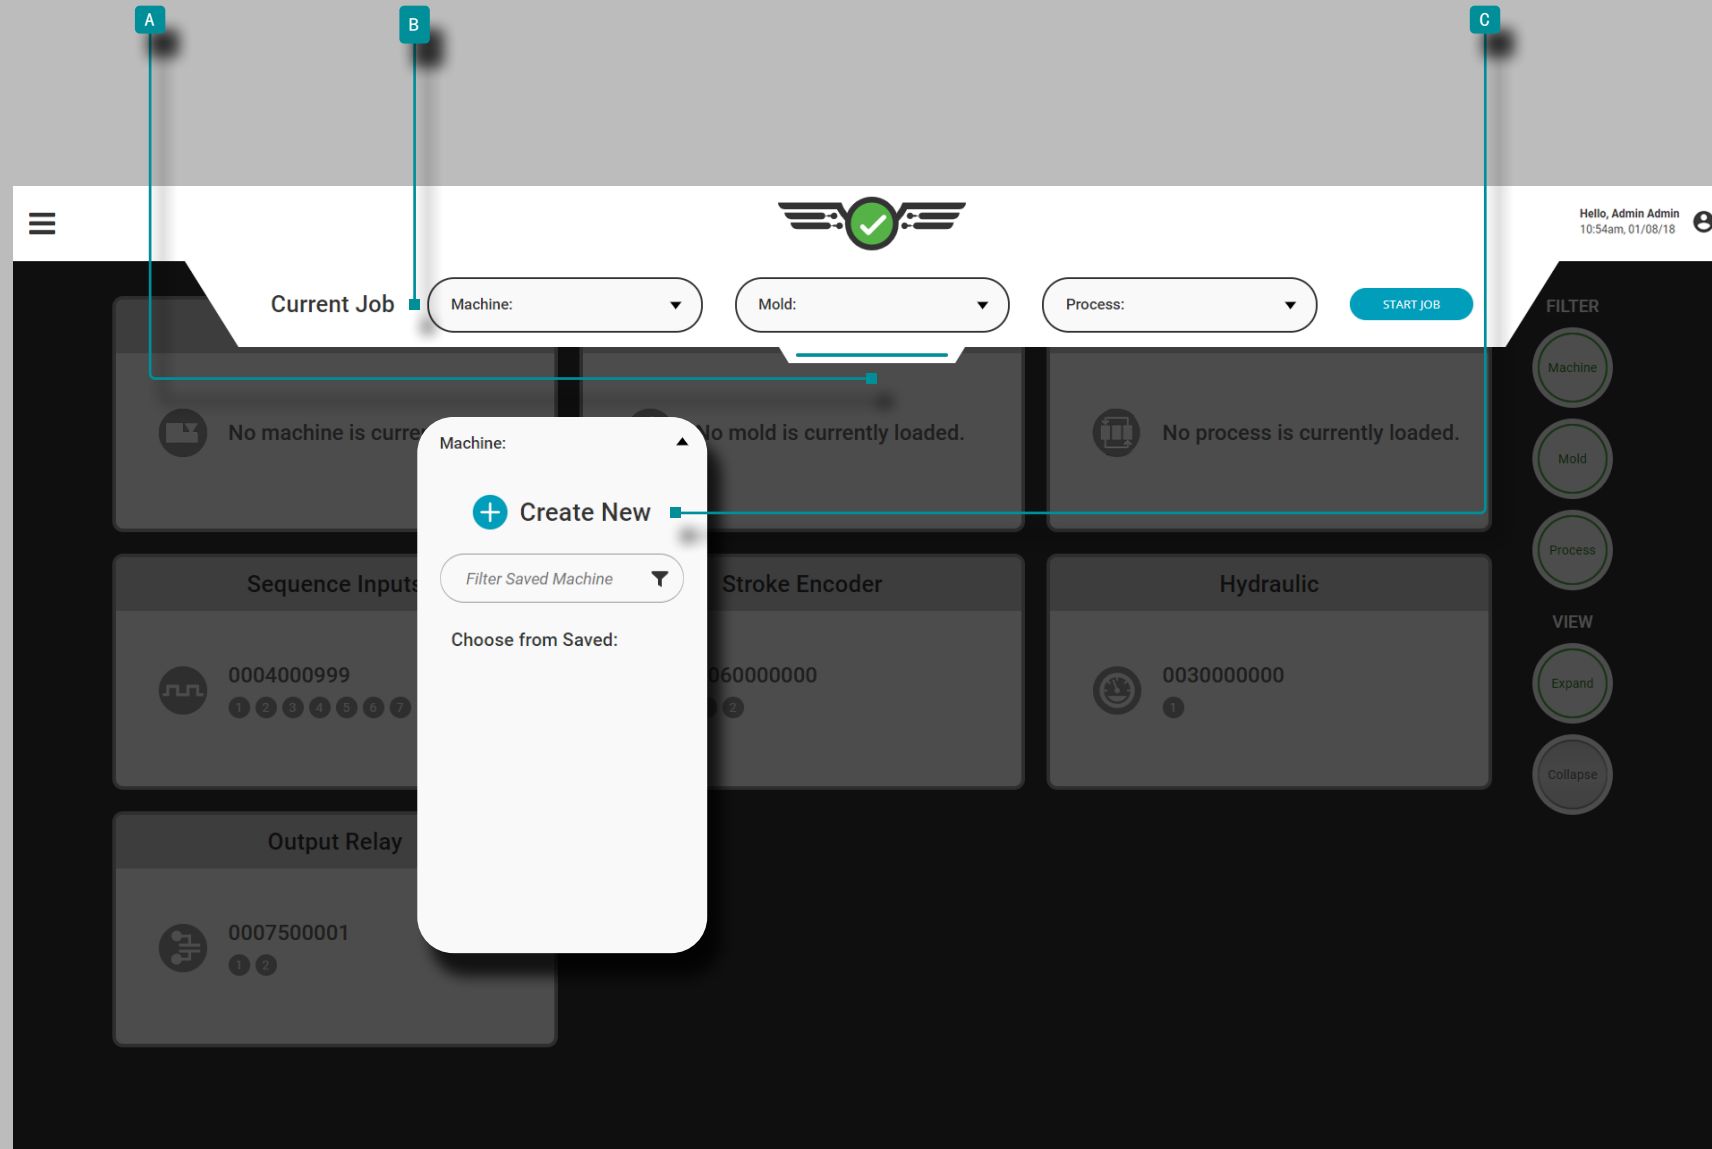 A
B
C
Hello, Admin Admin
10:54am, 01/08/18
Current Job
Machine:
Mold:
Process:
START JOB
FILTER
Machine
Mold
Process
VIEW
Expand
Collapse
No machine is curre
No mold is currently loaded.
No process is currently loaded.
Machine:
Create New
Filter Saved Machine
Choose from Saved:
Sequence Inputs
0004000999
1 2 3 4 5 6 7
Stroke Encoder
060000000
2
Hydraulic
0030000000
1
Output Relay
0007500001
1 2